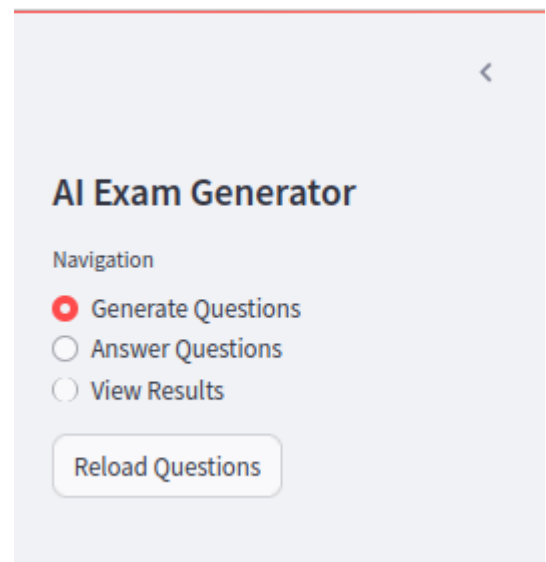 AI Exam Generator
Navigation
Generate Questions
Answer Questions
View Results
Reload Questions